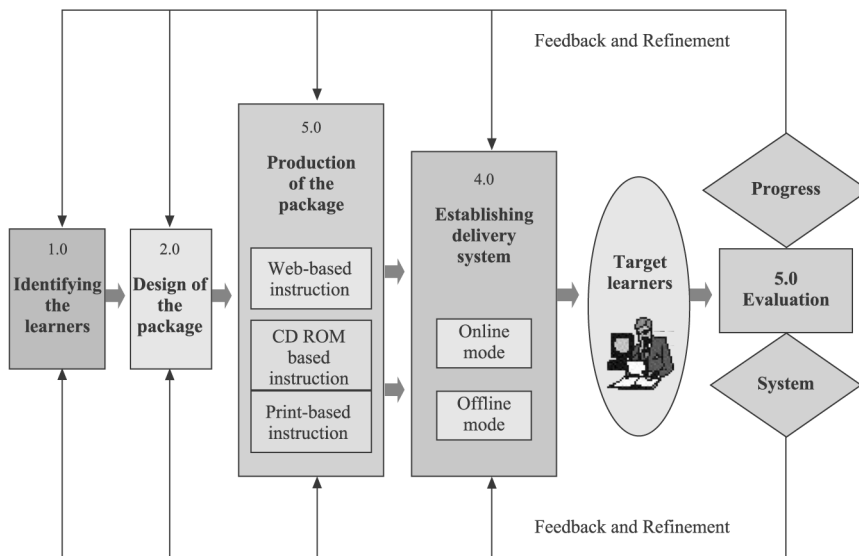 Feedback and Refinement
1.0
Identifying
the
learners
2.0
Design of
the
package
5.0
Production
of the
package
Web-based
instruction
CD ROM
based
instruction
Print-based
instruction
4.0
Establishing
delivery
system
Online
mode
Offline
mode
Target
learners
Progress
5.0
Evaluation
System
Feedback and Refinement